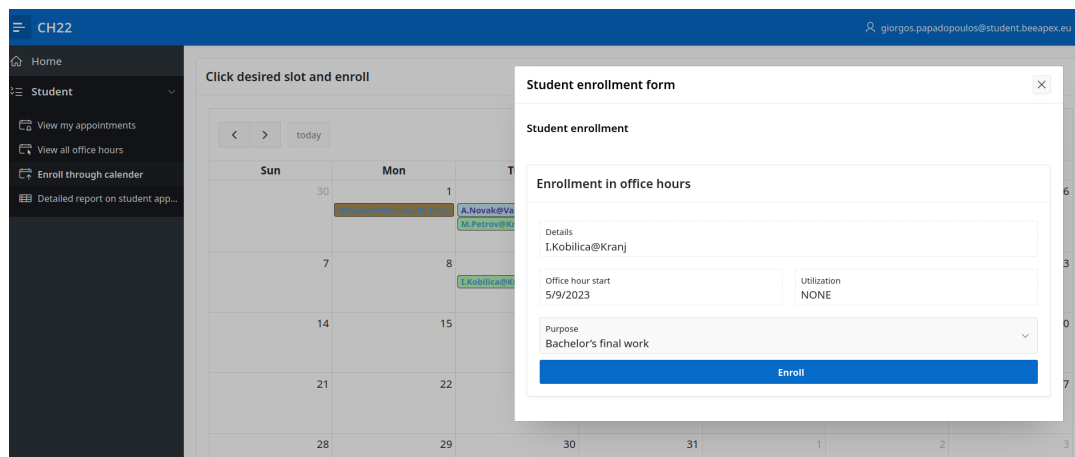 CH22
giorgos.papadopoulos@student.beeapex.eu
Home
Student
View my appointments
View all office hours
Enroll through calender
Detailed report on student app...
Click desired slot and enroll
today
Sun Mon
30 1 6
A.Novak@Va
M.Petrov@Kr
7 8 3
I.Kobilica@K
14 15 0
21 22 7
28 29 30 31 1 2 3
Student enrollment form
Student enrollment
Enrollment in office hours
Details
I.Kobilica@Kranj
Office hour start
5/9/2023
Utilization
NONE
Purpose
Bachelor's final work
Enroll